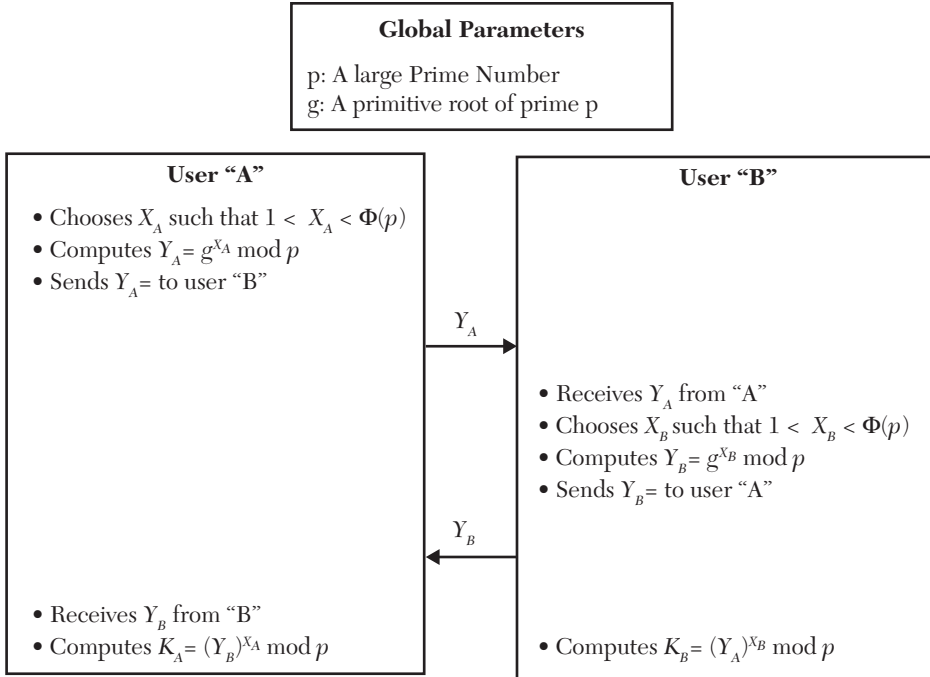 Global Parameters
p: A large Prime Number
g: A primitive root of prime p
User “A”
• Chooses X_A such that 1 < X_A < Φ(p)
• Computes Y_A = g^{X_A} mod p
• Sends Y_A = to user “B”
Y_A
Y_B
• Receives Y_B from “B”
• Computes K_A = (Y_B)^{X_A} mod p
User “B”
• Receives Y_A from “A”
• Chooses X_B such that 1 < X_B < Φ(p)
• Computes Y_B = g^{X_B} mod p
• Sends Y_B = to user “A”
• Computes K_B = (Y_A)^{X_B} mod p